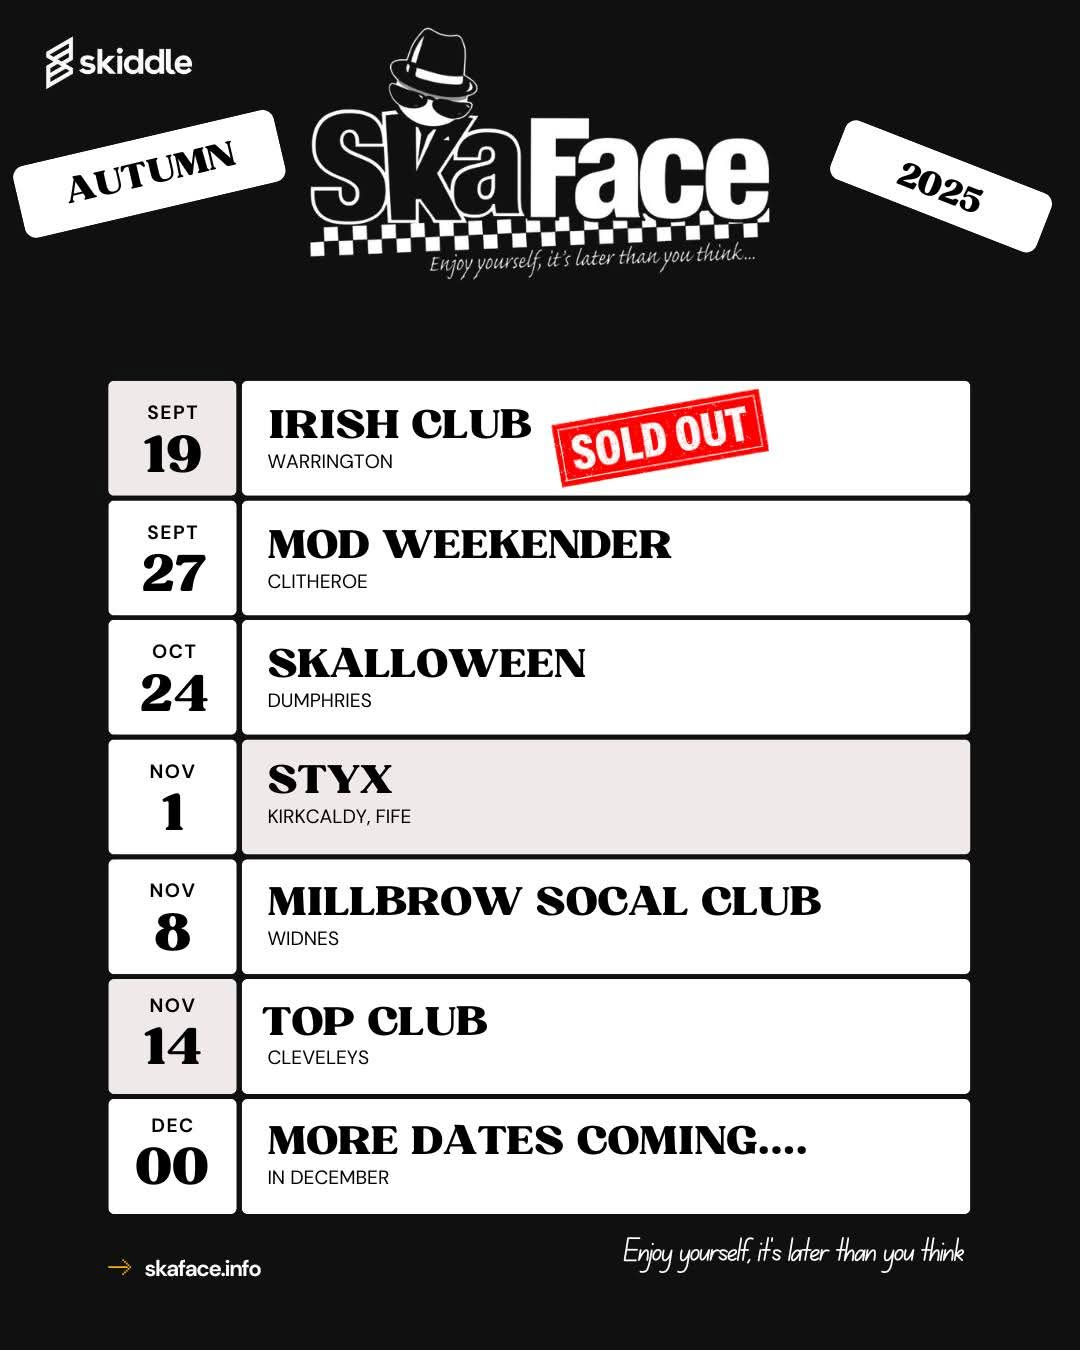 skiddle
AUTUMN
SkaFace
2025
Enjoy yourself, it's later than you think...
SEPT
19
IRISH CLUB
SOLD OUT
WARRINGTON
SEPT
27
MOD WEEKENDER
CLITHEROE
OCT
24
SKALLOWEEN
DUMPHRIES
NOV
1
STYX
KIRKCALDY, FIFE
NOV
8
MILLBROW SOCAL CLUB
WIDNES
NOV
14
TOP CLUB
CLEVELEYS
DEC
00
MORE DATES COMING....
IN DECEMBER
Enjoy yourself, it's later than you think
→ skaface.info